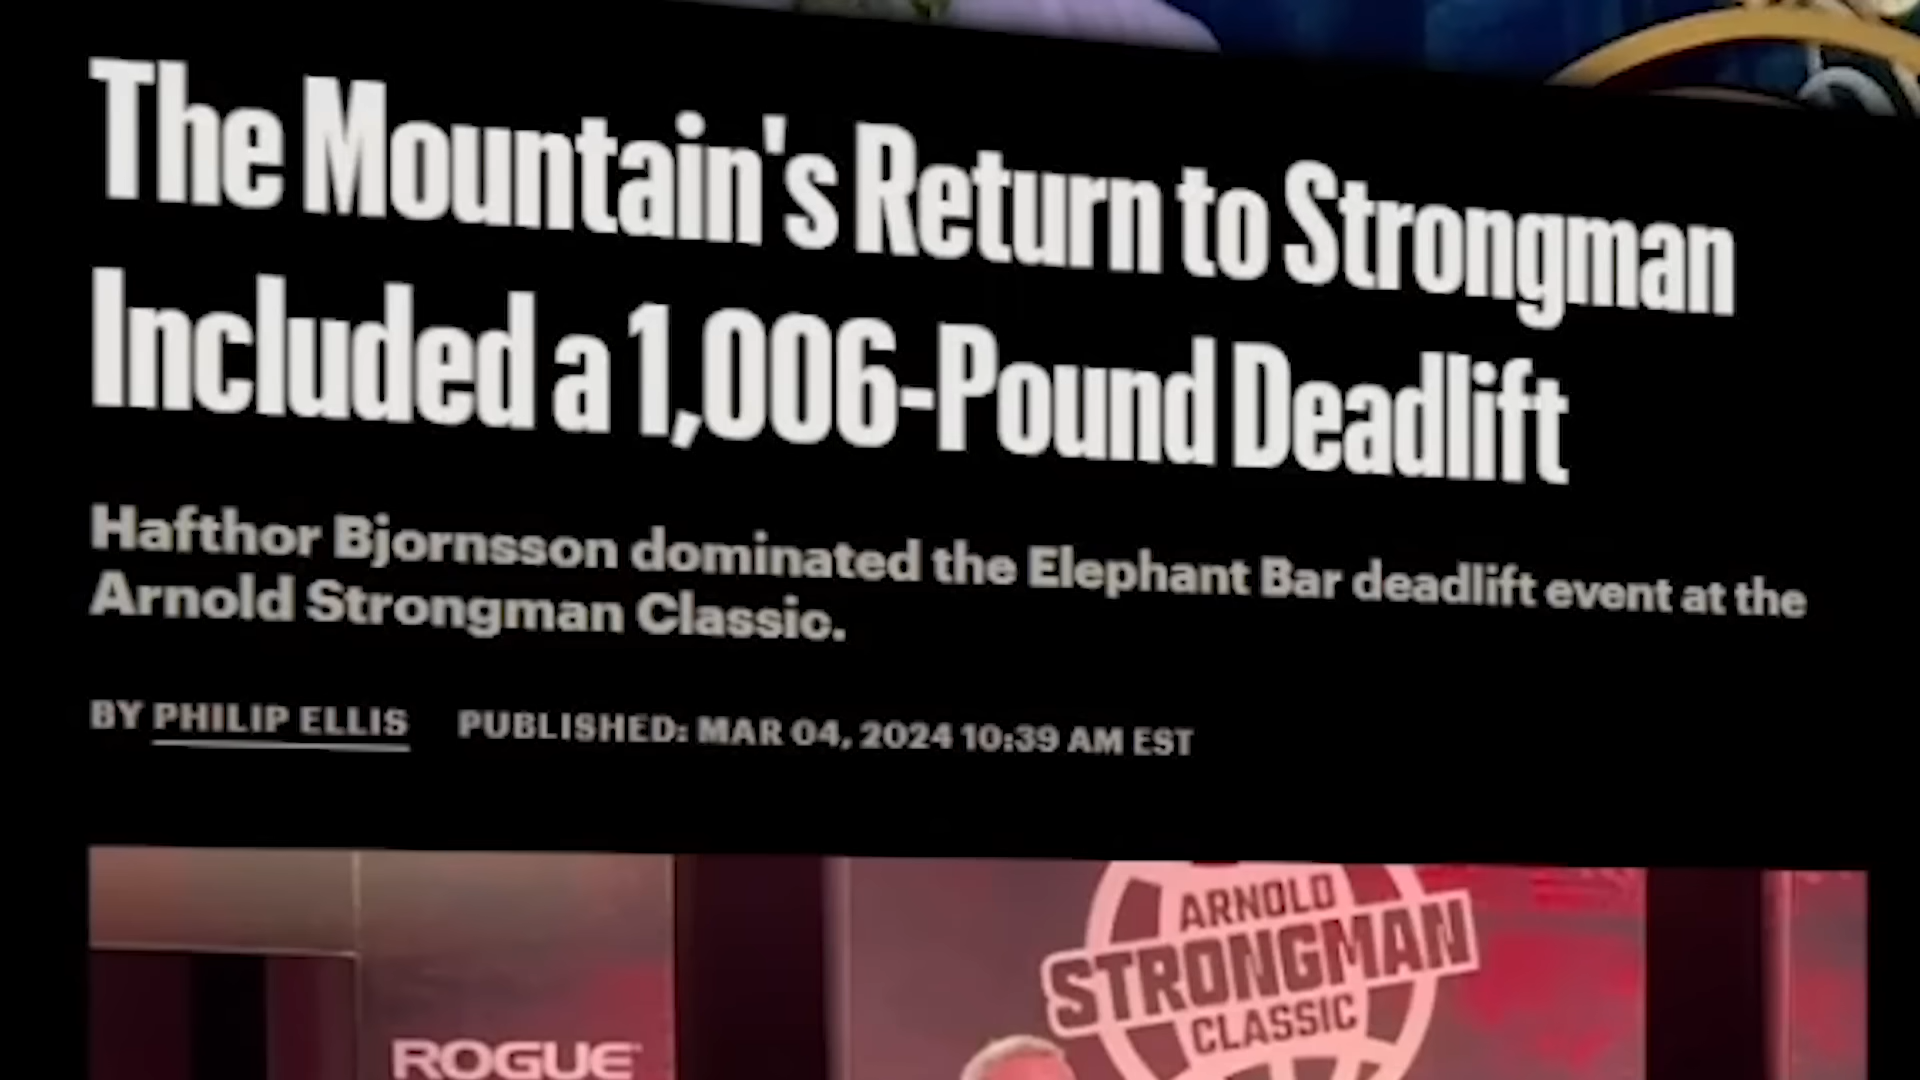 The Mountain's Return to Strongman
Included a 1,006-Pound Deadlift
Hafthor Bjornsson dominated the Elephant Bar deadlift event at the
Arnold Strongman Classic.
BY PHILIP ELLIS PUBLISHED: MAR 04, 2024 10:39 AM EST
ARNOLD
STRONGMAN
CLASSIC
ROGUE